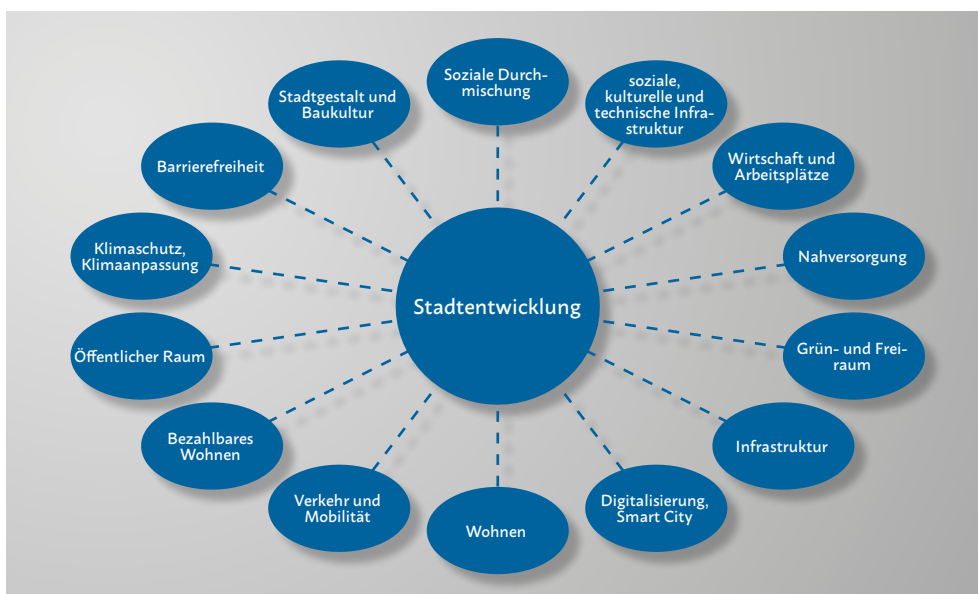 Soziale Durch-
mischung
soziale,
kulturelle und
technische Infra-
struktur
Wirtschaft und
Arbeitsplätze
Nahversorgung
Grün- und Frei-
raum
Infrastruktur
Digitalisierung,
Smart City
Wohnen
Verkehr und
Mobilität
Bezahlbares
Wohnen
Öffentlicher Raum
Klimaschutz,
Klimaanpassung
Barrierefreiheit
Stadtgestalt und
Baukultur
Stadtentwicklung